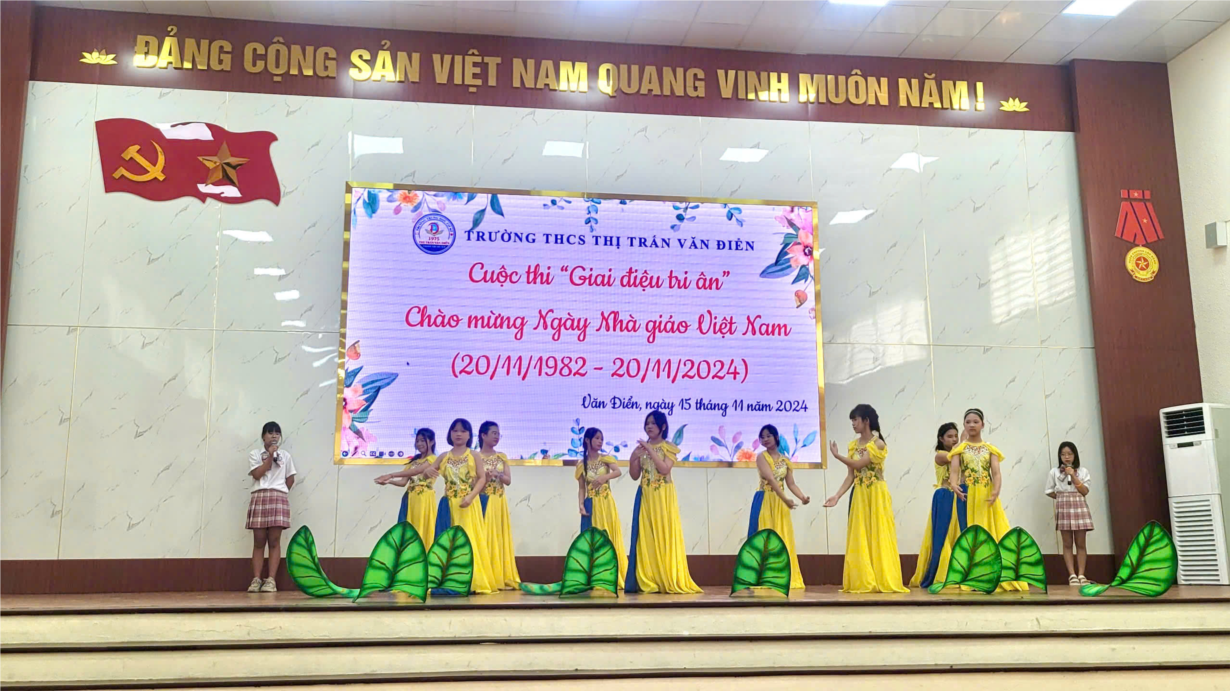 ĐẢNG CỘNG SẢN VIỆT NAM QUANG VINH MUÔN NĂM !
TRƯỜNG THCS THỊ TRẤN VĂN ĐIỂN
Cuộc thi “Giai điệu tri ân”
Chào mừng Ngày Nhà giáo Việt Nam
(20/11/1982 - 20/11/2024)
Văn Điển, ngày 15 tháng 11 năm 2024